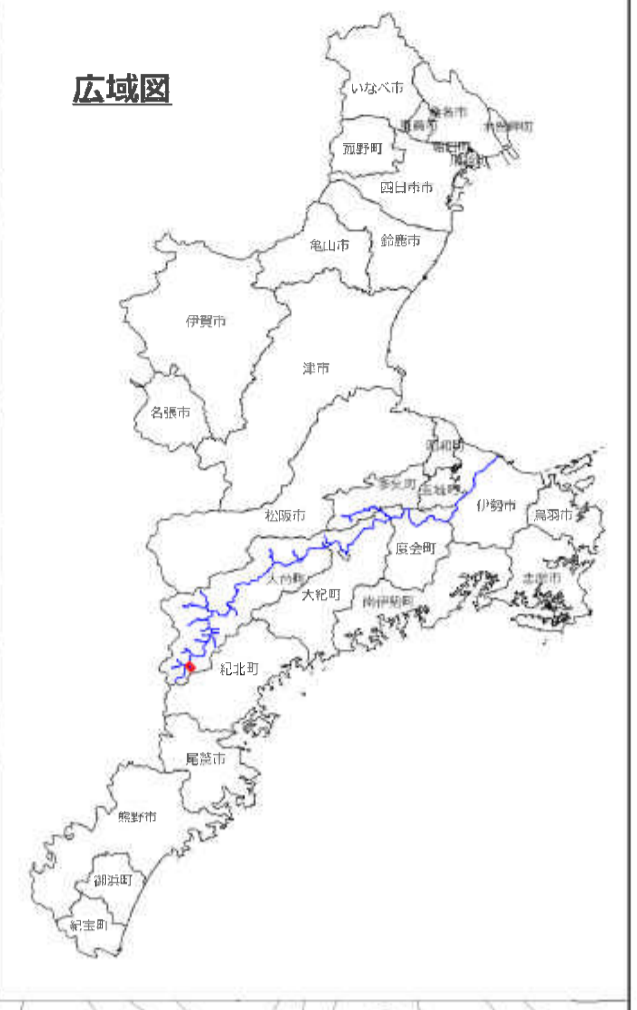 広域図
いなべ市
桑名市
東員町
木曽岬町
菰野町
朝日町
川越町
四日市市
亀山市
鈴鹿市
伊賀市
津市
名張市
明和町
多気町
玉城町
松阪市
伊勢市
鳥羽市
度会町
大台町
大紀町
志摩市
南伊勢町
紀北町
尾鷲市
熊野市
御浜町
紀宝町